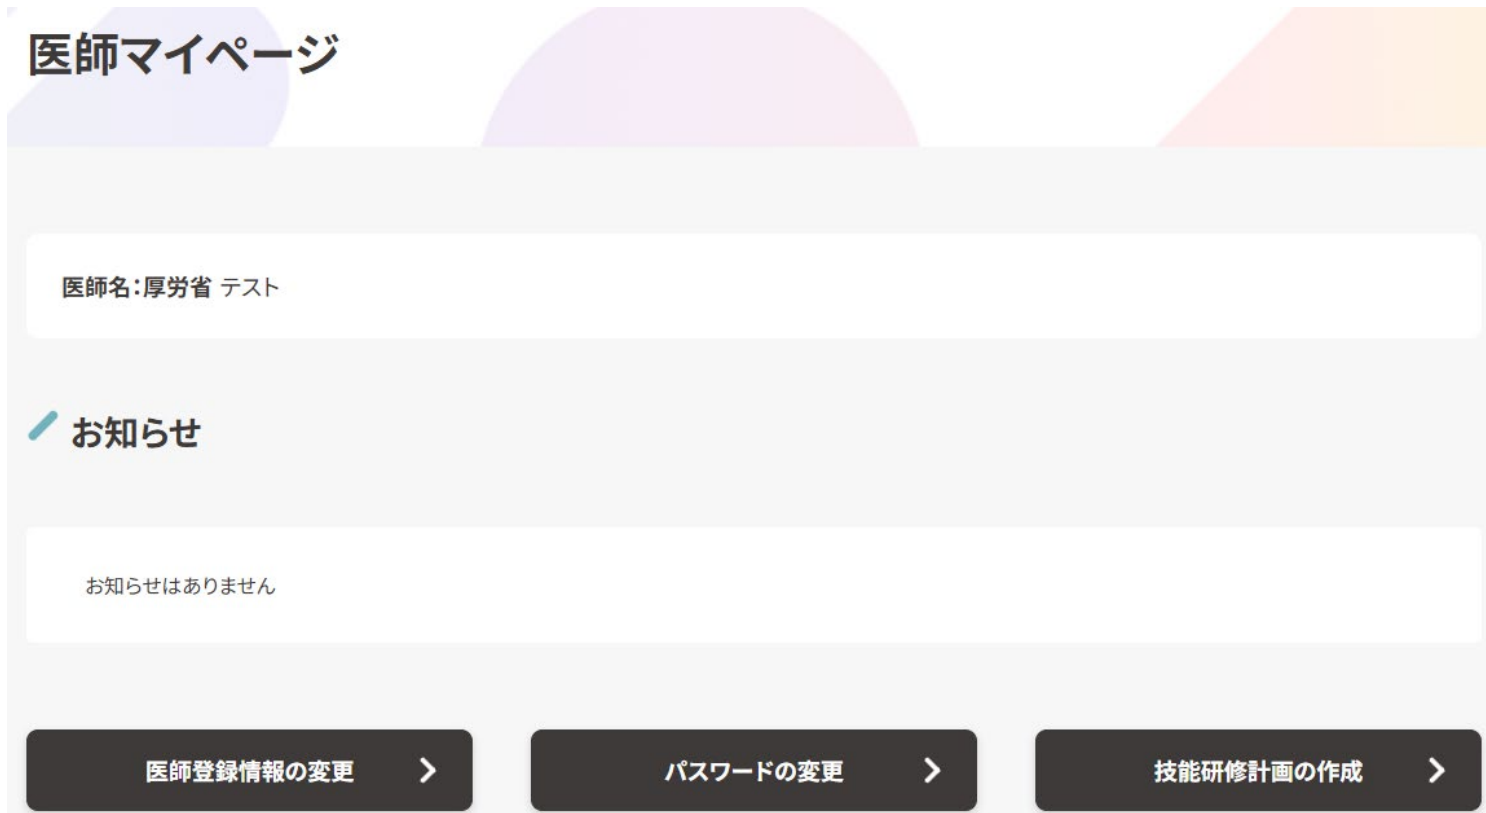 医師マイページ
医師名：厚労省 テスト
お知らせ
お知らせはありません
医師登録情報の変更
パスワードの変更
技能研修計画の作成